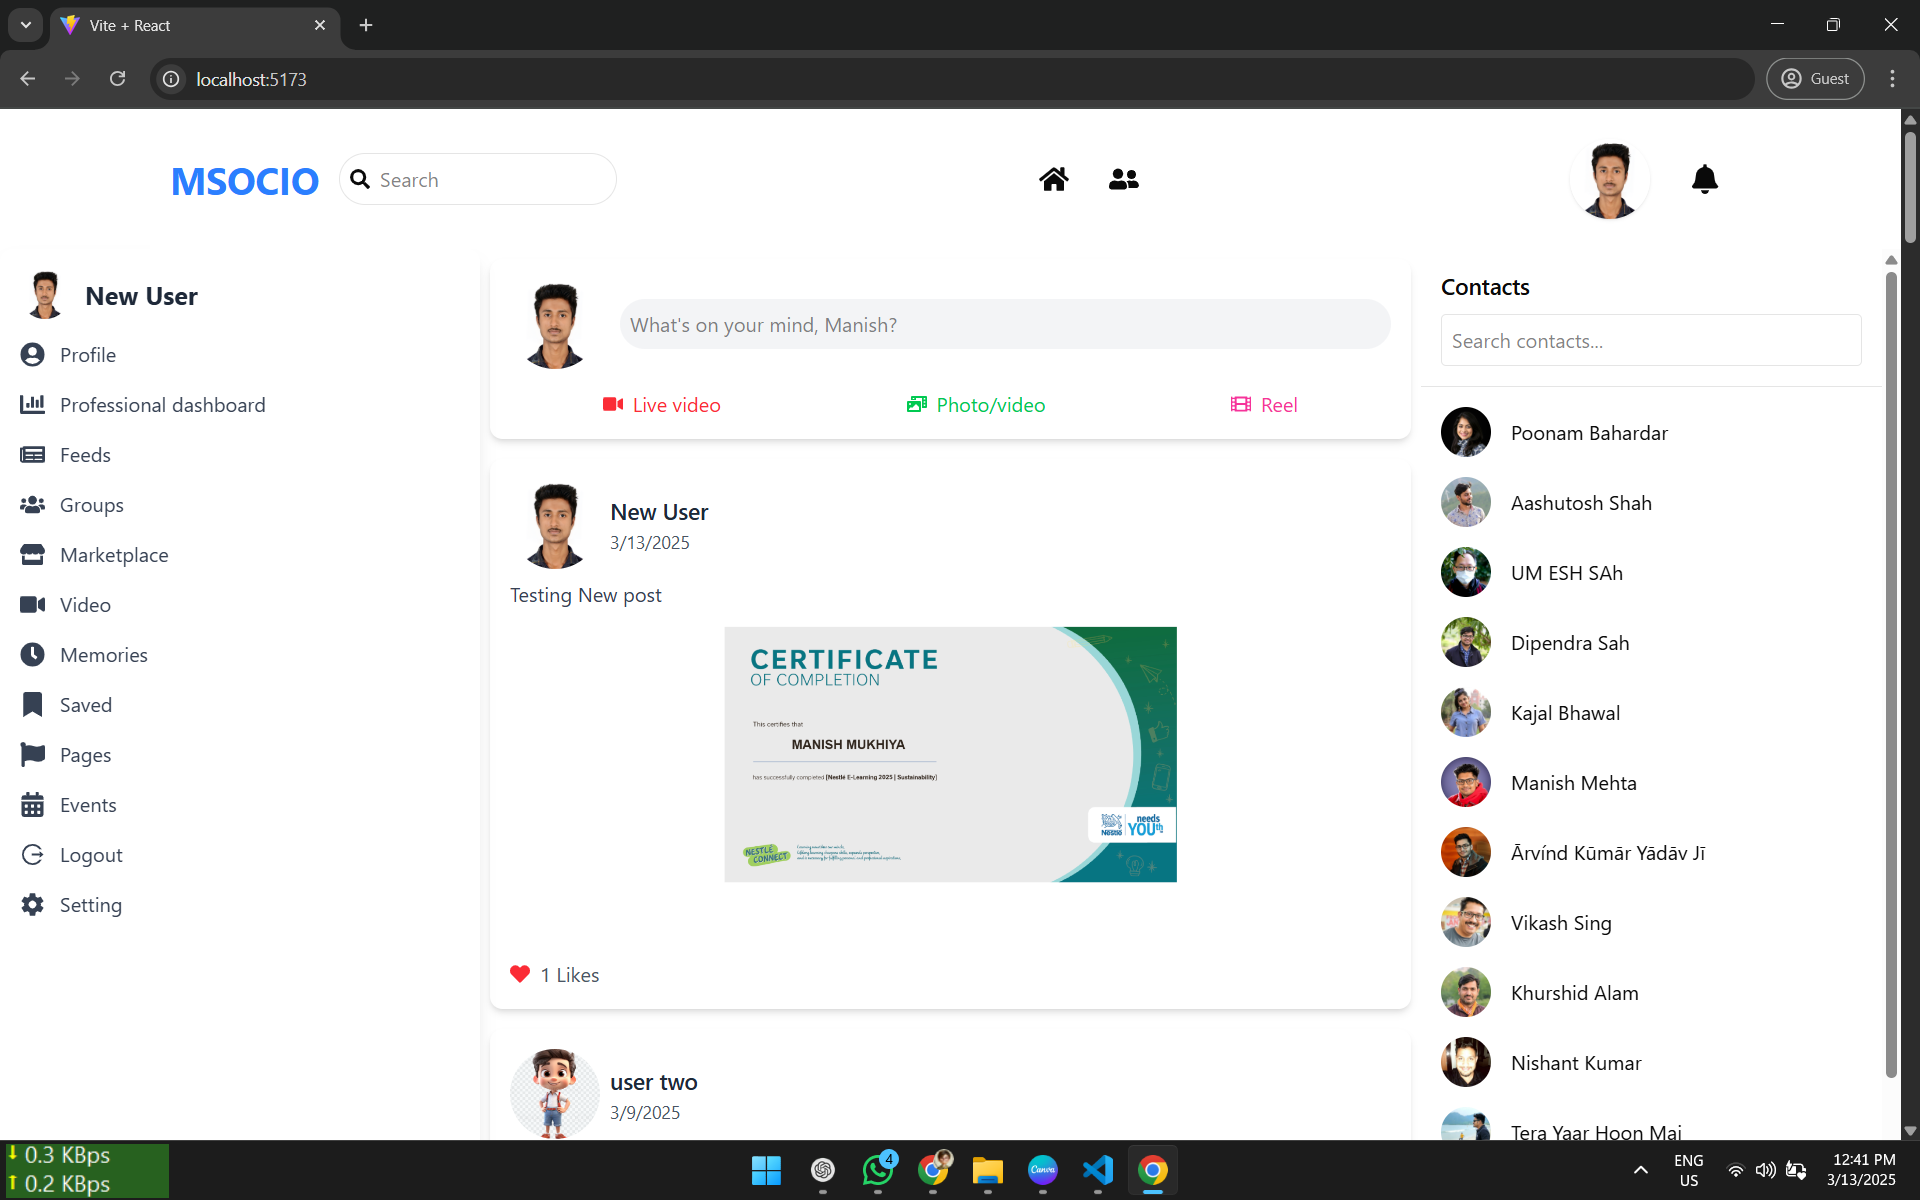 Vite + React
localhost:5173
Guest
MSOCIO
Search
New User
Profile
Professional dashboard
Feeds
Groups
Marketplace
Video
Memories
Saved
Pages
Events
Logout
Setting
What's on your mind, Manish?
Live video
Photo/video
Reel
New User
3/13/2025
Testing New post
CERTIFICATE
OF COMPLETION
This certifies that
MANISH MUKHIYA
has successfully completed [Nestlé E-Learning 2025 | Sustainability]
Nestlé
needs
YOUth
NESTLE
CONNECT
1 Likes
user two
3/9/2025
Contacts
Search contacts...
Poonam Bahardar
Aashutosh Shah
UM ESH SAh
Dipendra Sah
Kajal Bhawal
Manish Mehta
Ārvínd Kūmār Yādāv Jī
Vikash Sing
Khurshid Alam
Nishant Kumar
Tera Yaar Hoon Mai
0.3 KBps
0.2 KBps
4
Canva
ENG
US
12:41 PM
3/13/2025